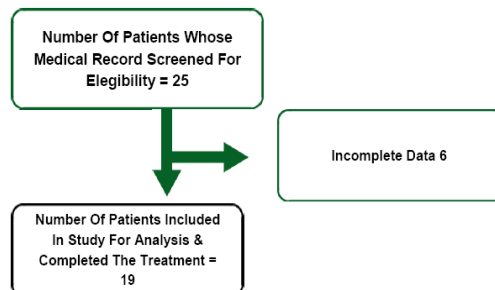 Number Of Patients Whose
Medical Record Screened For
Elegibility = 25
Incomplete Data 6
Number Of Patients Included
In Study For Analysis &
Completed The Treatment =
19